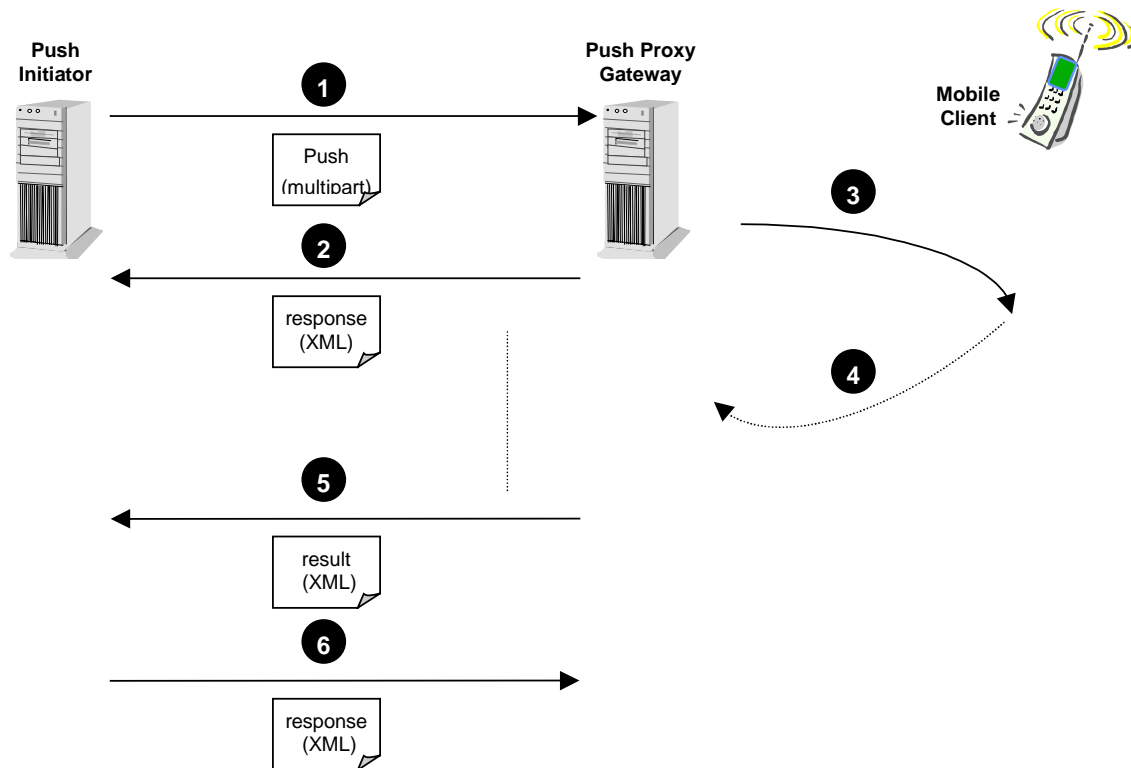 Push
Initiator
Push Proxy
Gateway
Mobile
Client
1
Push
(multipart)
2
response
(XML)
3
4
5
result
(XML)
6
response
(XML)